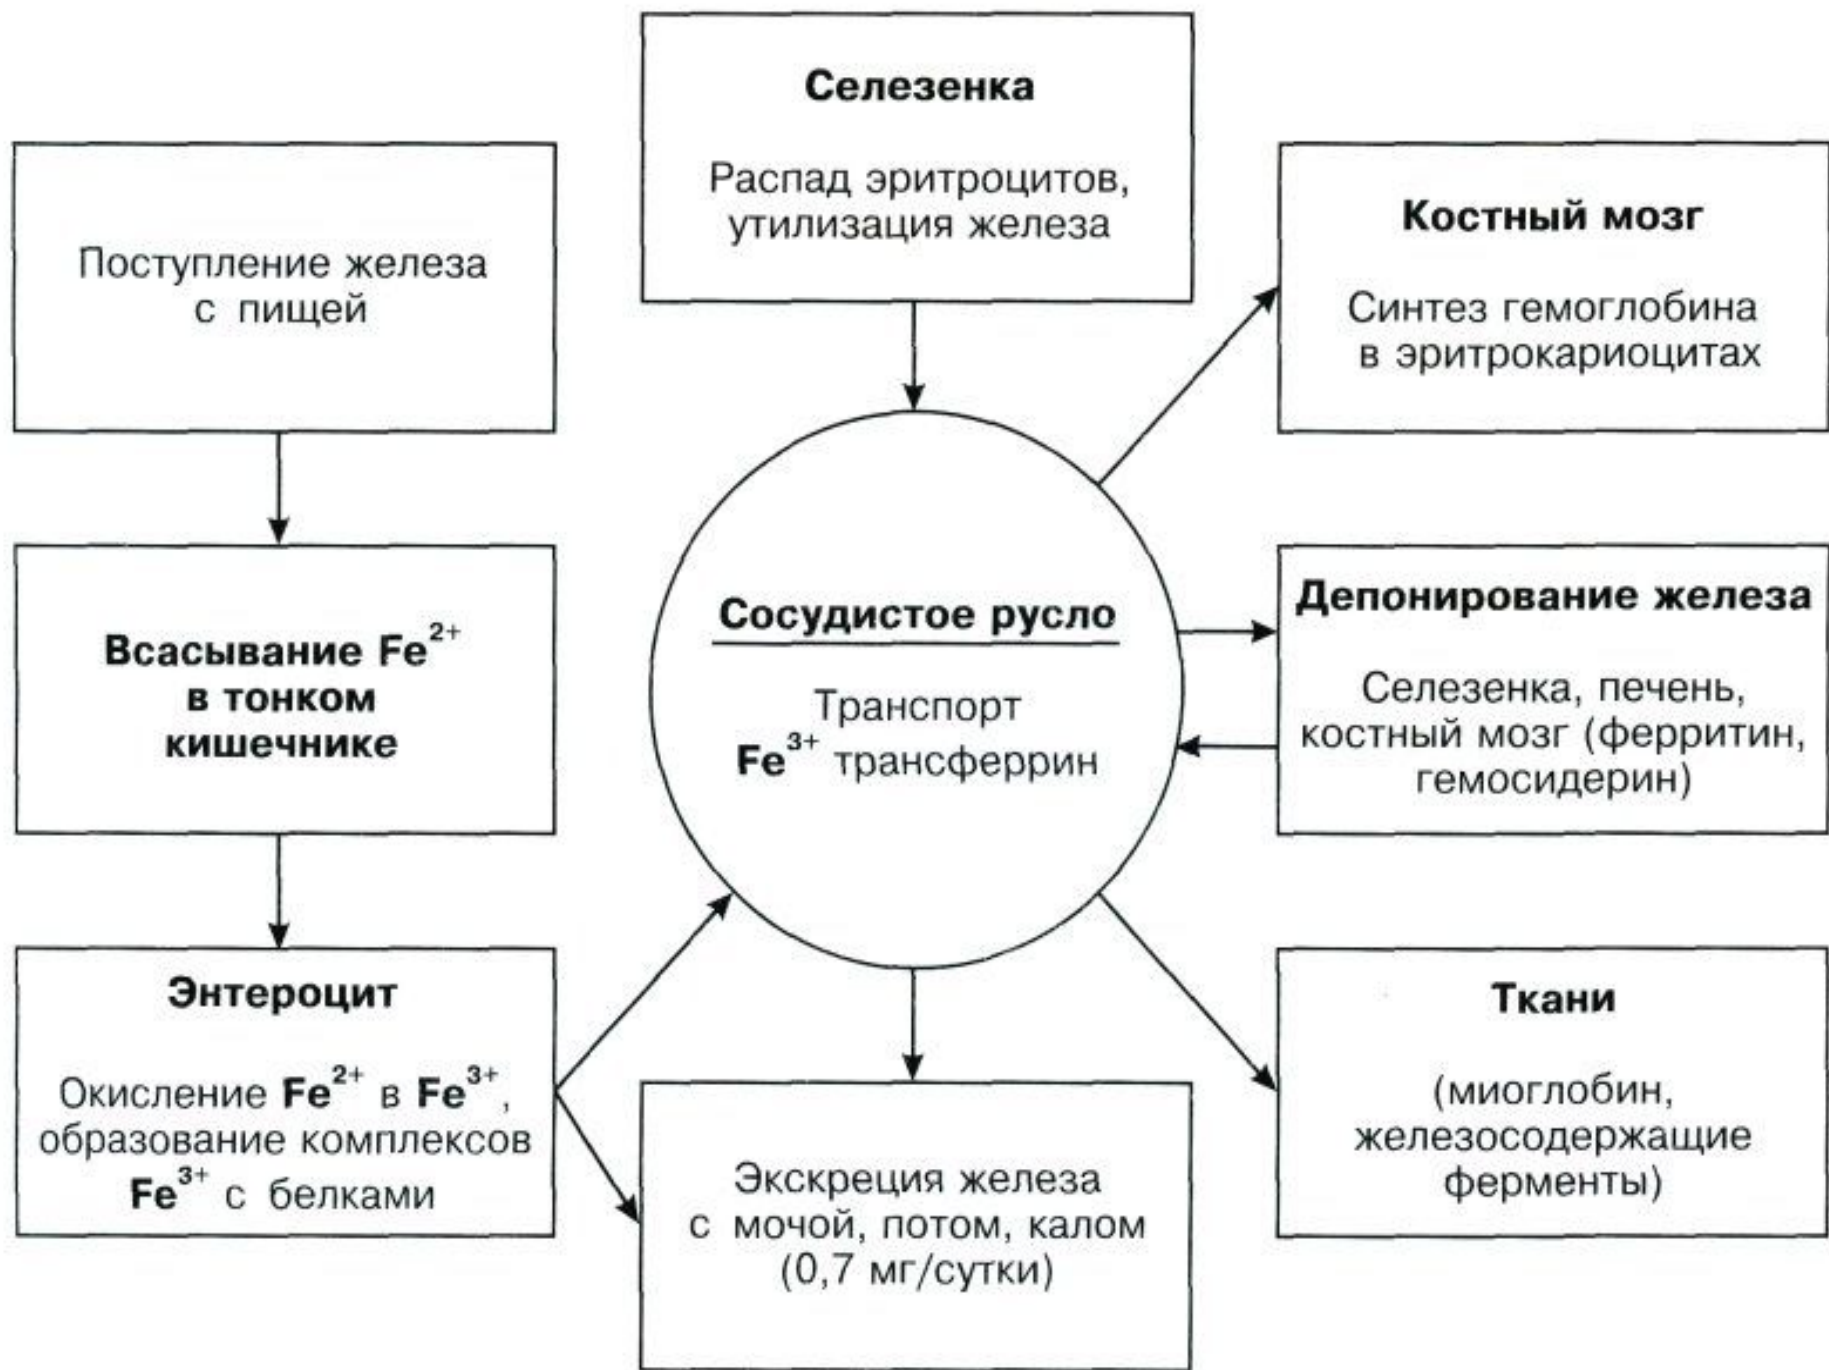 Селезенка
Распад эритроцитов,
утилизация железа
Поступление железа
с пищей
Костный мозг
Синтез гемоглобина
в эритрокариоцитах
Всасывание Fe²⁺
в тонком
кишечнике
Сосудистое русло
Транспорт
Fe³⁺ трансферрин
Депонирование железа
Селезенка, печень,
костный мозг (ферритин,
гемосидерин)
Энтероцит
Окисление Fe²⁺ в Fe³⁺,
образование комплексов
Fe³⁺ с белками
Экскреция железа
с мочой, потом, калом
(0,7 мг/сутки)
Ткани
(миоглобин,
железосодержащие
ферменты)